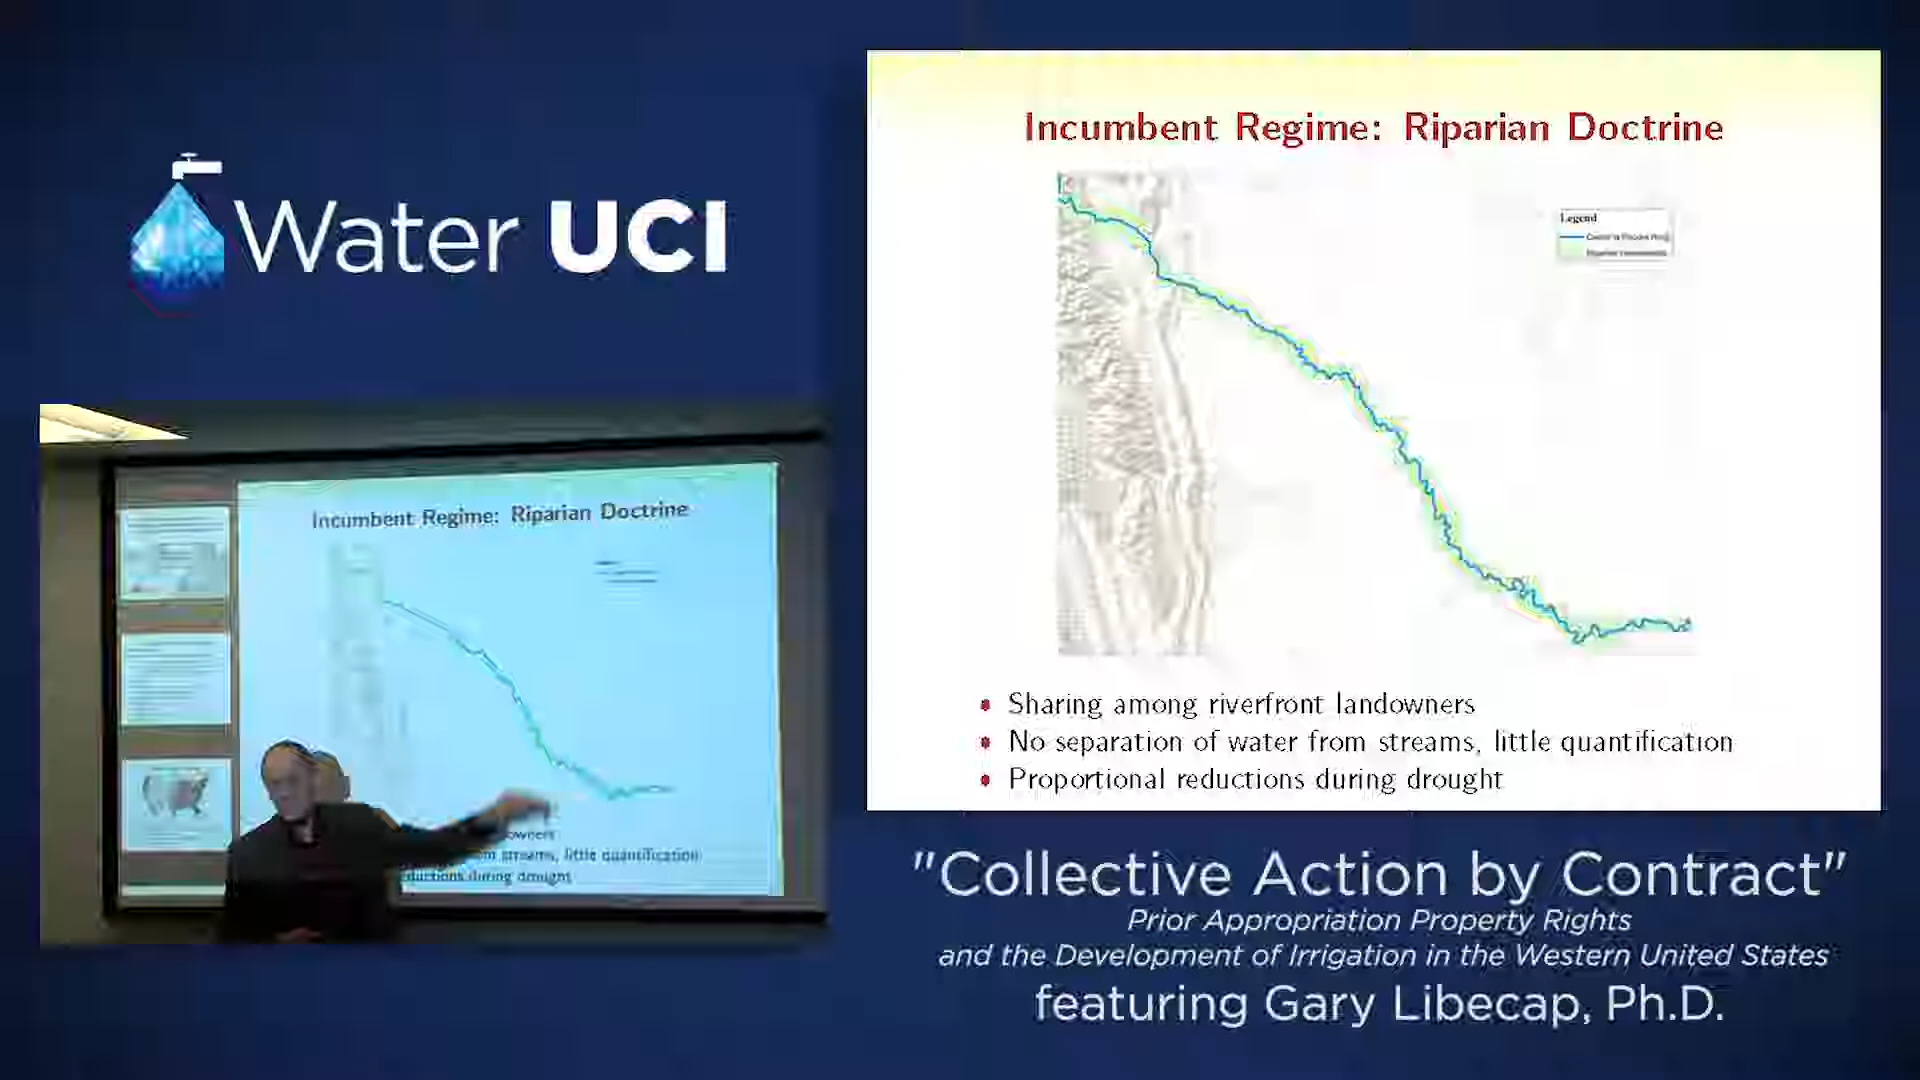 Water UCI
Incumbent Regime: Riparian Doctrine
Legend
• Sharing among riverfront landowners
• No separation of water from streams, little quantification
• Proportional reductions during drought
Incumbent Regime: Riparian Doctrine
owners
streams, little quantification
during drought
"Collective Action by Contract"
Prior Appropriation Property Rights
and the Development of Irrigation in the Western United States
featuring Gary Libecap, Ph.D.